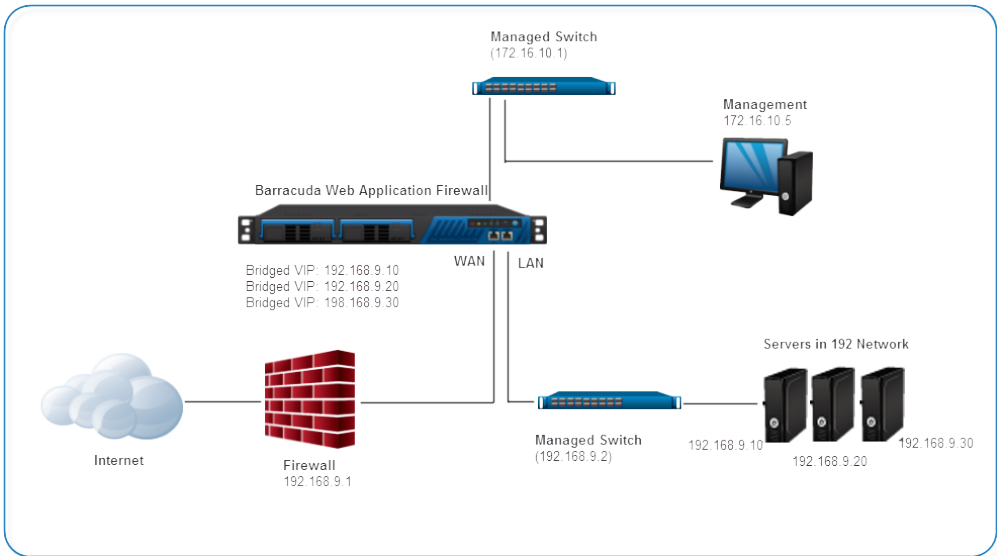 Managed Switch
(172.16.10.1)
Management
172.16.10.5
Barracuda Web Application Firewall
WAN
LAN
Bridged VIP: 192.168.9.10
Bridged VIP: 192.168.9.20
Bridged VIP: 198.168.9.30
Servers in 192 Network
Internet
Firewall
192.168.9.1
Managed Switch
(192.168.9.2)
192.168.9.10
192.168.9.20
192.168.9.30